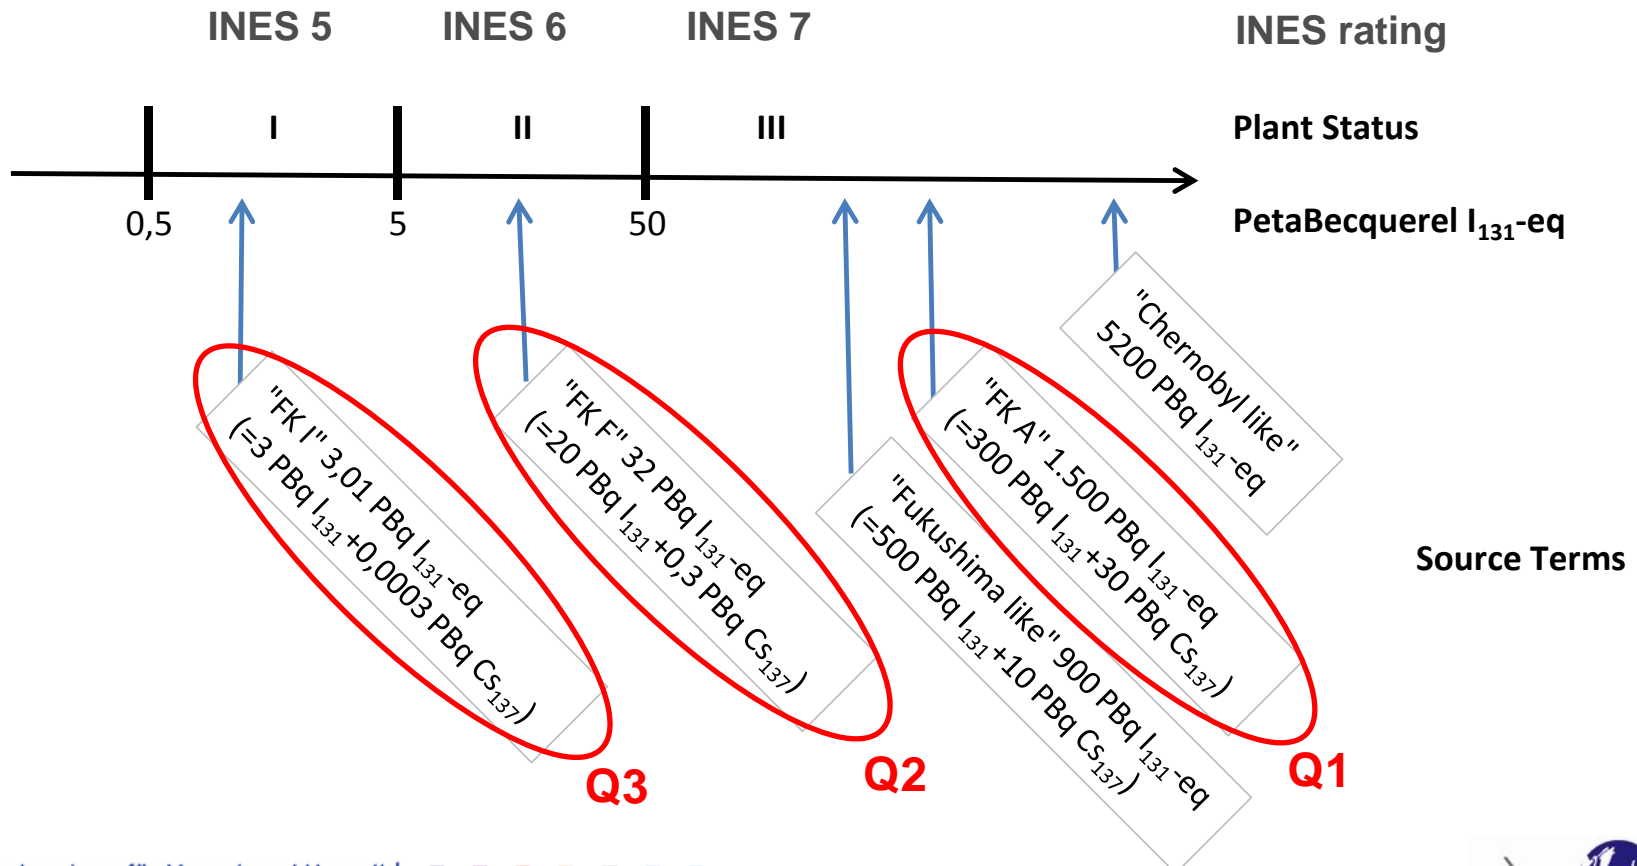 INES 5 INES 6 INES 7 INES rating
I II III Plant Status
0,5 5 50 PetaBecquerel I131-eq
"FK I" 3,01 PBq I131-eq
(=3 PBq I131+0,0003 PBq Cs137)
"FK F" 32 PBq I131-eq
(=20 PBq I131+0,3 PBq Cs137)
"Fukushima like" 900 PBq I131-eq
(=500 PBq I131+10 PBq Cs137)
"FK A" 1.500 PBq I131-eq
(=300 PBq I131+30 PBq Cs137)
"Chernobyl like"
5200 PBq I131-eq
Source Terms
Q3
Q2
Q1